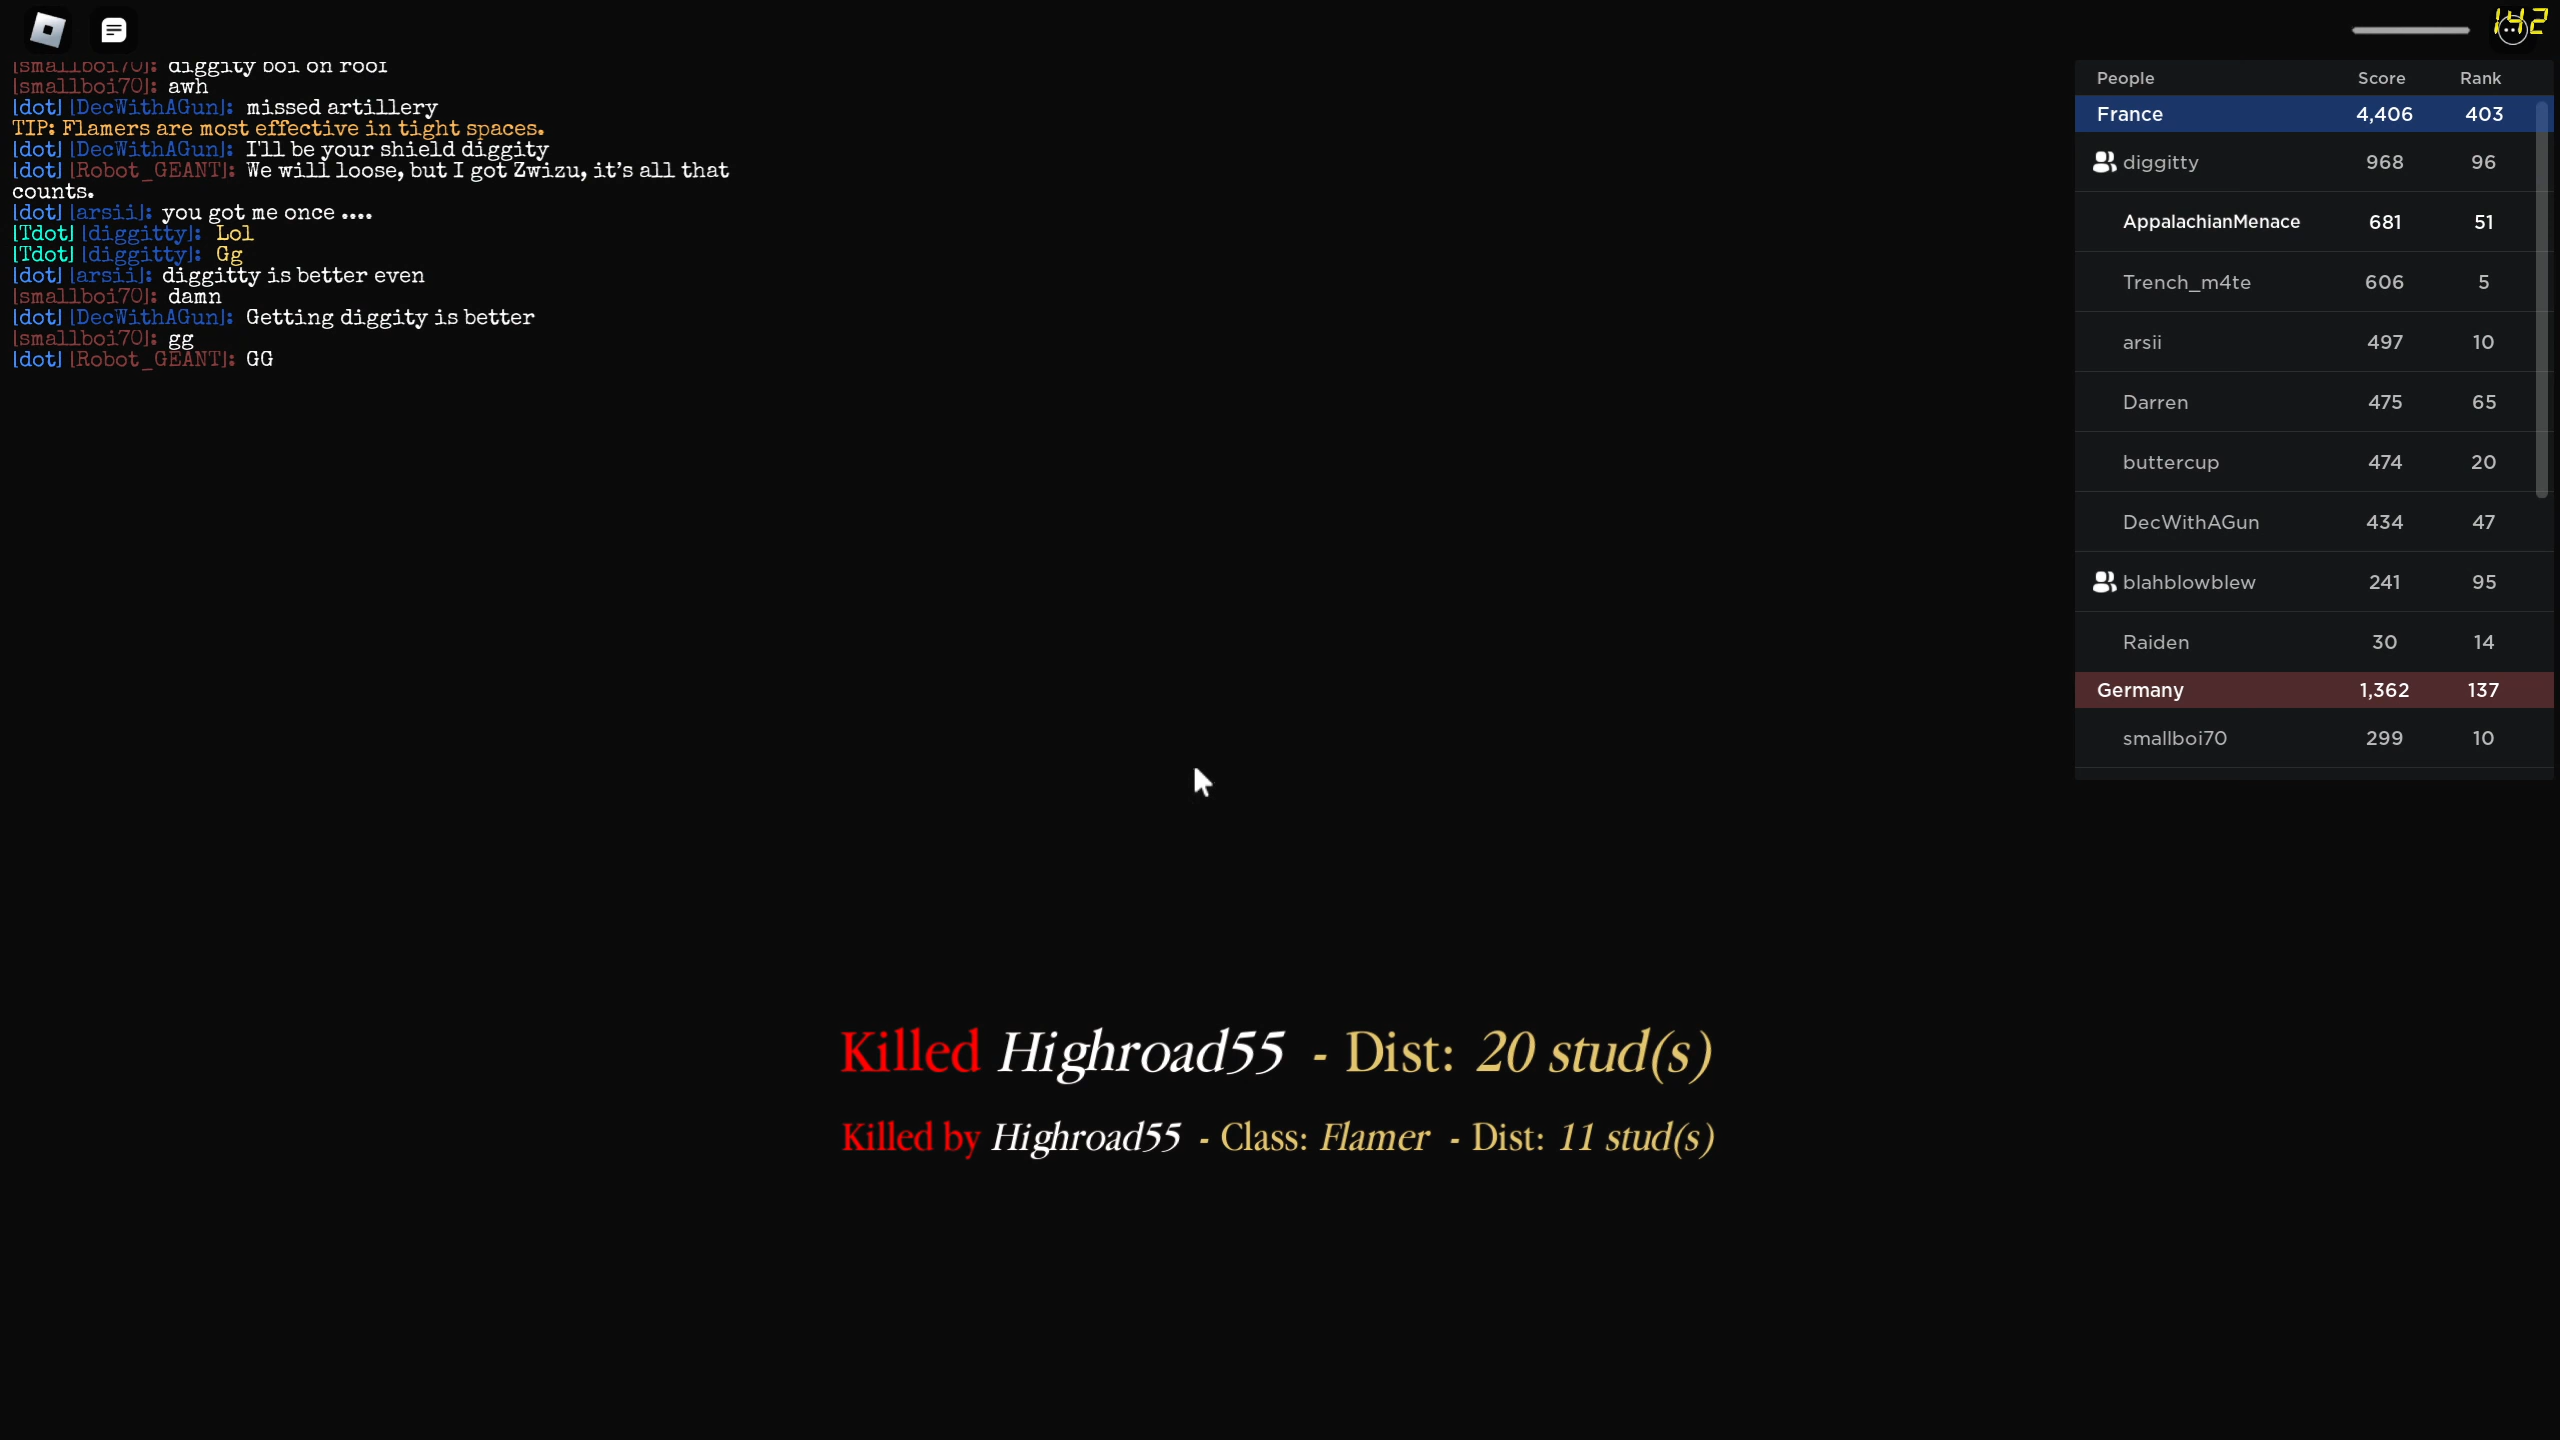 142
[smallboi70]: diggity boi on roof
[smallboi70]: awh
[dot] [DecWithAGun]: missed artillery
TIP: Flamers are most effective in tight spaces.
[dot] [DecWithAGun]: I'll be your shield diggity
[dot] [Robot_GEANT]: We will loose, but I got Zwizu, it's all that
counts.
[dot] [arsii]: you got me once ....
[Tdot] [diggitty]: Lol
[Tdot] [diggitty]: Gg
[dot] [arsii]: diggitty is better even
[smallboi70]: damn
[dot] [DecWithAGun]: Getting diggity is better
[smallboi70]: gg
[dot] [Robot_GEANT]: GG
People Score Rank
France 4,406 403
diggitty 968 96
AppalachianMenace 681 51
Trench_m4te 606 5
arsii 497 10
Darren 475 65
buttercup 474 20
DecWithAGun 434 47
blahblowblew 241 95
Raiden 30 14
Germany 1,362 137
smallboi70 299 10
Killed Highroad55 - Dist: 20 stud(s)
Killed by Highroad55 - Class: Flamer - Dist: 11 stud(s)